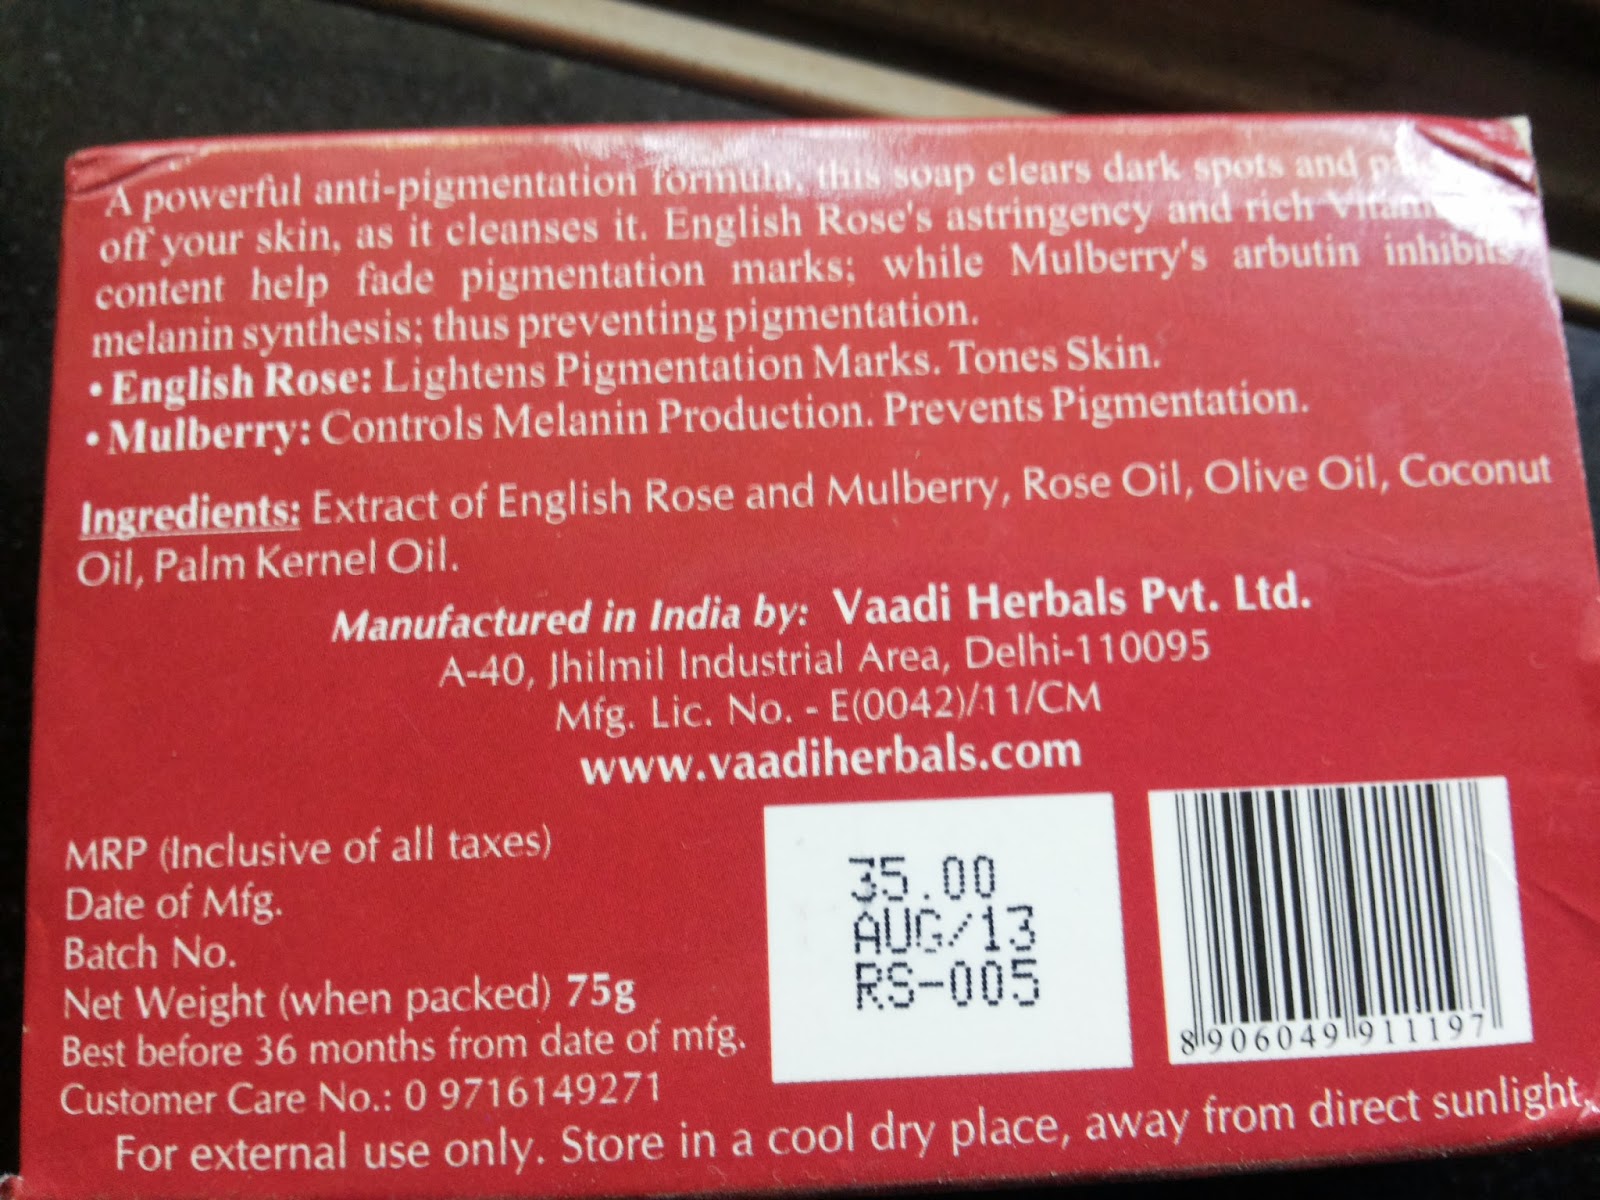 A powerful anti-pigmentation formula, this soap clears dark spots and
off your skin, as it cleanses it. English Rose's astringency and rich
content help fade pigmentation marks; while Mulberry's arbutin inhibits
melanin synthesis; thus preventing pigmentation.
• English Rose: Lightens Pigmentation Marks. Tones Skin.
• Mulberry: Controls Melanin Production. Prevents Pigmentation.
Ingredients: Extract of English Rose and Mulberry, Rose Oil, Olive Oil, Coconut
Oil, Palm Kernel Oil.
Manufactured in India by: Vaadi Herbals Pvt. Ltd.
A-40, Jhilmil Industrial Area, Delhi-110095
Mfg. Lic. No. - E(0042)/11/CM
www.vaadiherbals.com
MRP (Inclusive of all taxes)
Date of Mfg.
Batch No.
Net Weight (when packed) 75g
Best before 36 months from date of mfg.
Customer Care No.: 0 9716149271
35.00
AUG/13
RS-005
8906049911197
For external use only. Store in a cool dry place, away from direct sunlight.